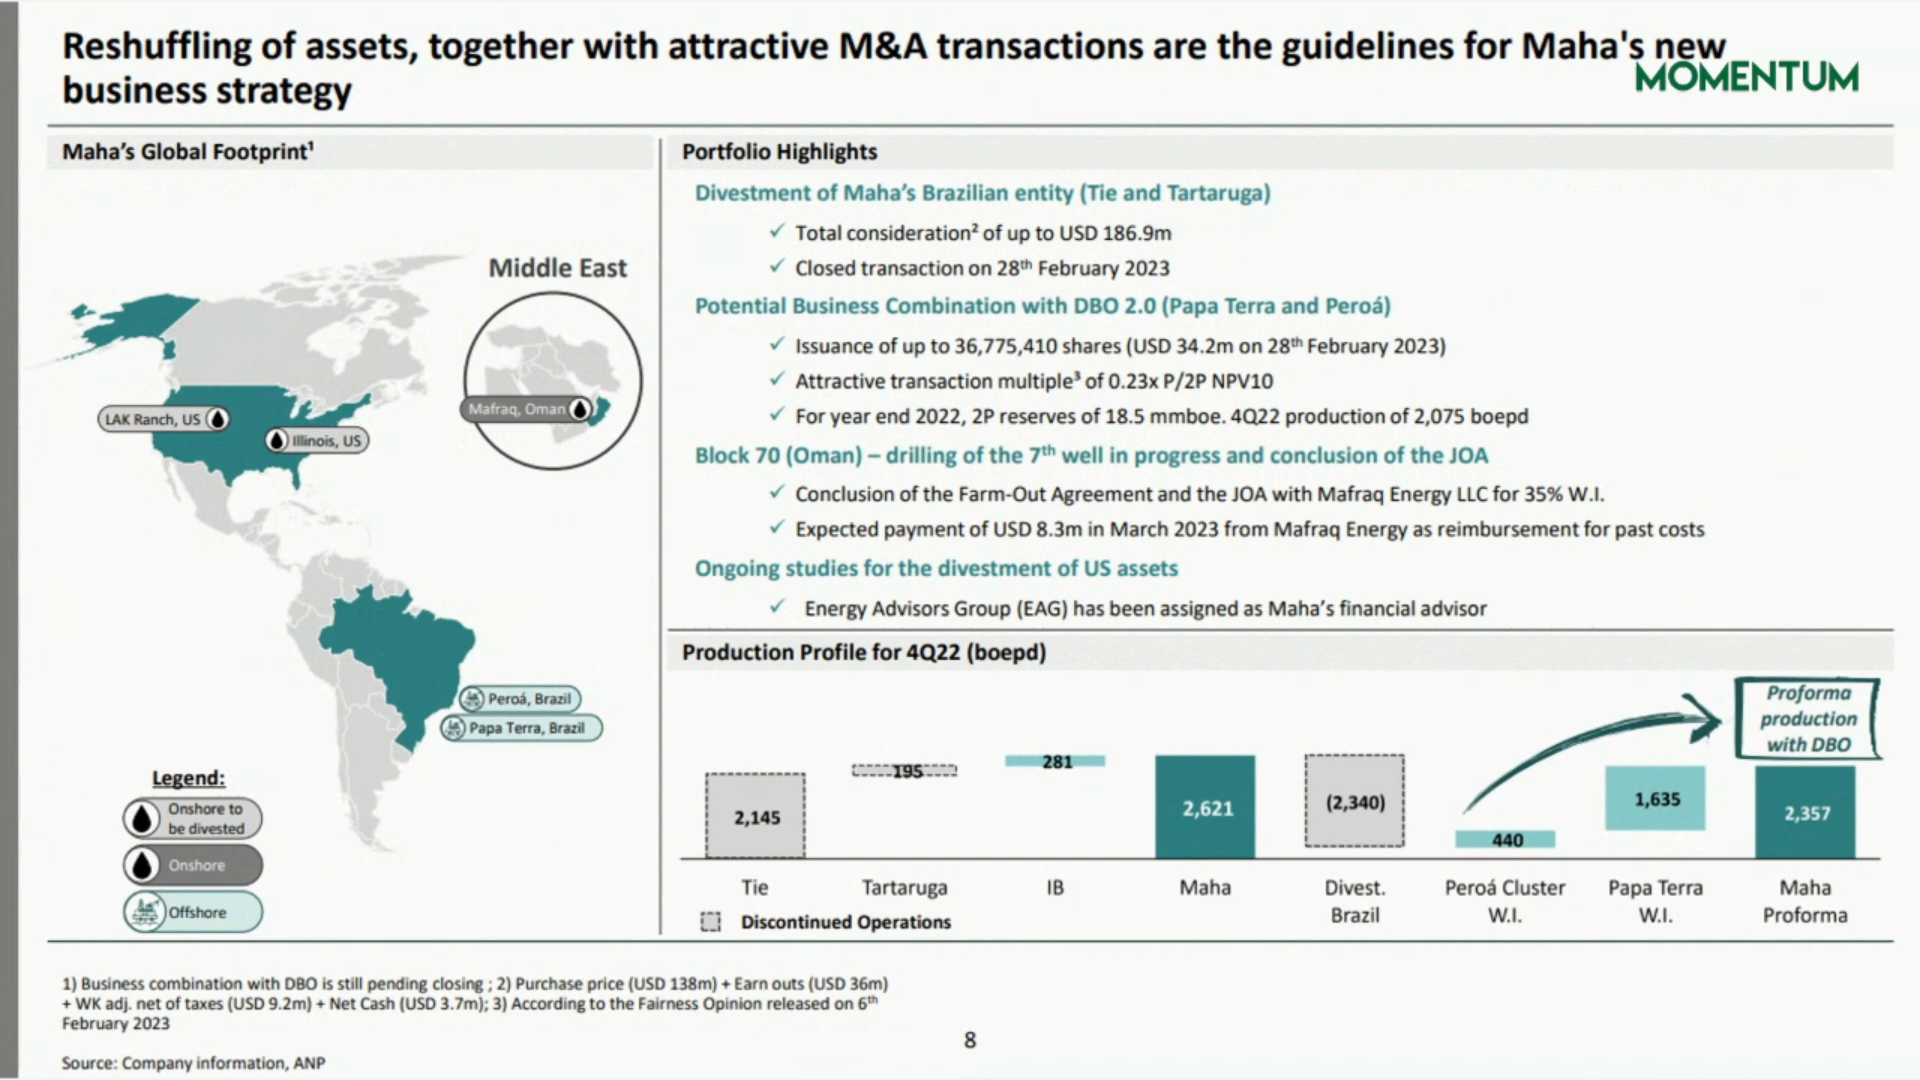 Reshuffling of assets, together with attractive M&A transactions are the guidelines for Maha's new
business strategy
MOMENTUM
Maha’s Global Footprint¹
Middle East
LAK Ranch, US
Illinois, US
Mafraq, Oman
Peroá, Brazil
Papa Terra, Brazil
Legend:
Onshore to
be divested
Onshore
Offshore
Portfolio Highlights
Divestment of Maha’s Brazilian entity (Tie and Tartaruga)
✓ Total consideration² of up to USD 186.9m
✓ Closed transaction on 28th February 2023
Potential Business Combination with DBO 2.0 (Papa Terra and Peroá)
✓ Issuance of up to 36,775,410 shares (USD 34.2m on 28th February 2023)
✓ Attractive transaction multiple³ of 0.23x P/2P NPV10
✓ For year end 2022, 2P reserves of 18.5 mmboe. 4Q22 production of 2,075 boepd
Block 70 (Oman) – drilling of the 7th well in progress and conclusion of the JOA
✓ Conclusion of the Farm-Out Agreement and the JOA with Mafraq Energy LLC for 35% W.I.
✓ Expected payment of USD 8.3m in March 2023 from Mafraq Energy as reimbursement for past costs
Ongoing studies for the divestment of US assets
✓ Energy Advisors Group (EAG) has been assigned as Maha’s financial advisor
Production Profile for 4Q22 (boepd)
Proforma
production
with DBO
2,145
195
281
2,621
(2,340)
440
1,635
2,357
Tie
Tartaruga
IB
Maha
Divest.
Brazil
Peroá Cluster
W.I.
Papa Terra
W.I.
Maha
Proforma
Discontinued Operations
1) Business combination with DBO is still pending closing ; 2) Purchase price (USD 138m) + Earn outs (USD 36m)
+ WK adj. net of taxes (USD 9.2m) + Net Cash (USD 3.7m); 3) According to the Fairness Opinion released on 6th
February 2023
8
Source: Company information, ANP